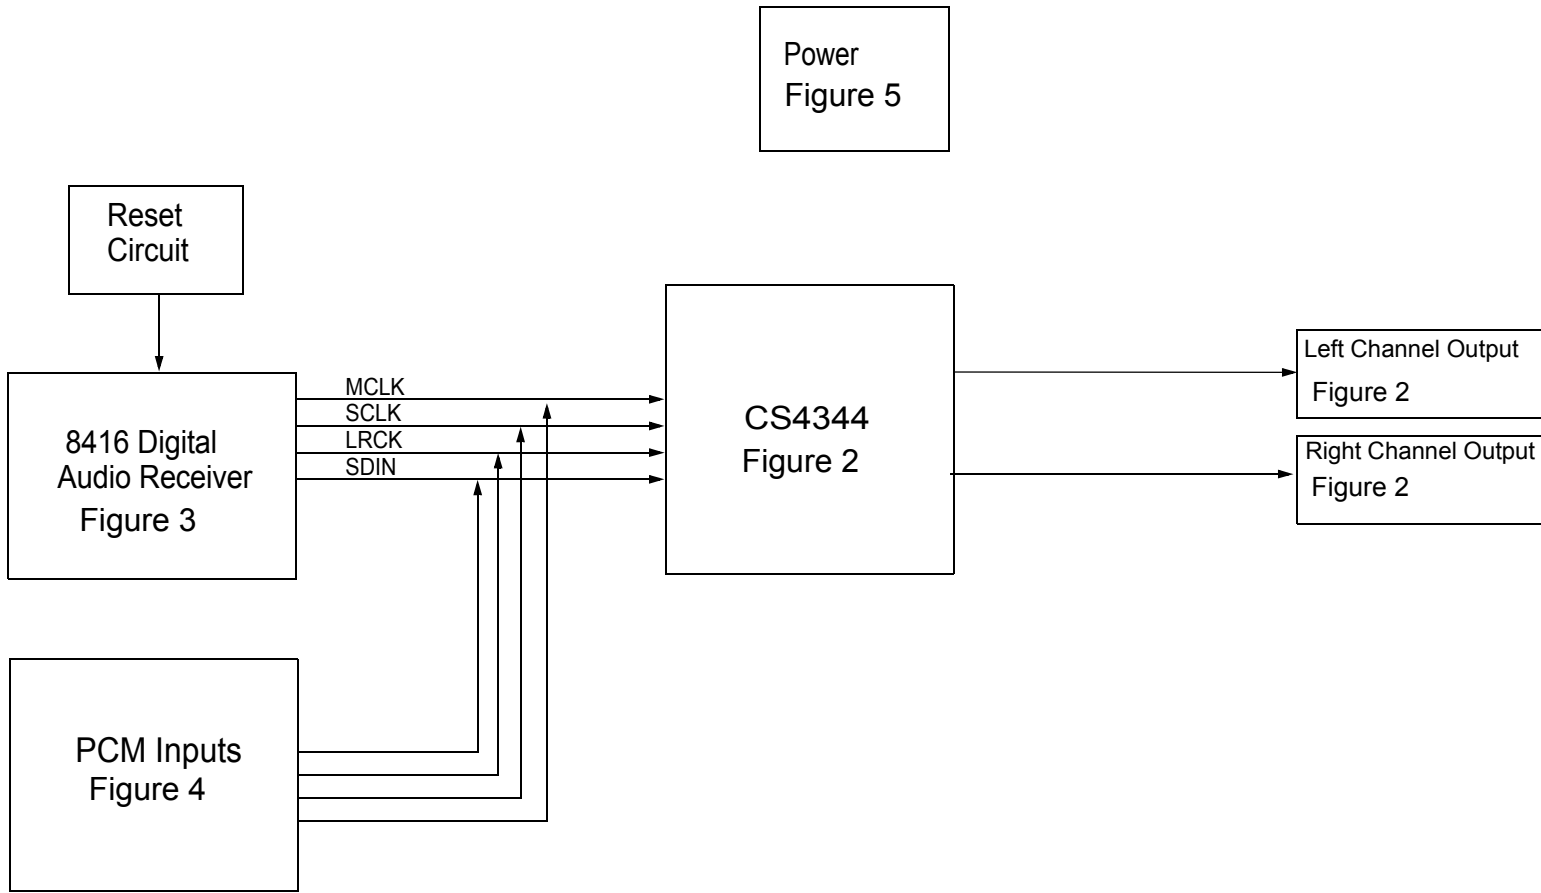 Power
Figure 5
Reset
Circuit
8416 Digital
Audio Receiver
Figure 3
MCLK
SCLK
LRCK
SDIN
CS4344
Figure 2
Left Channel Output
Figure 2
Right Channel Output
Figure 2
PCM Inputs
Figure 4